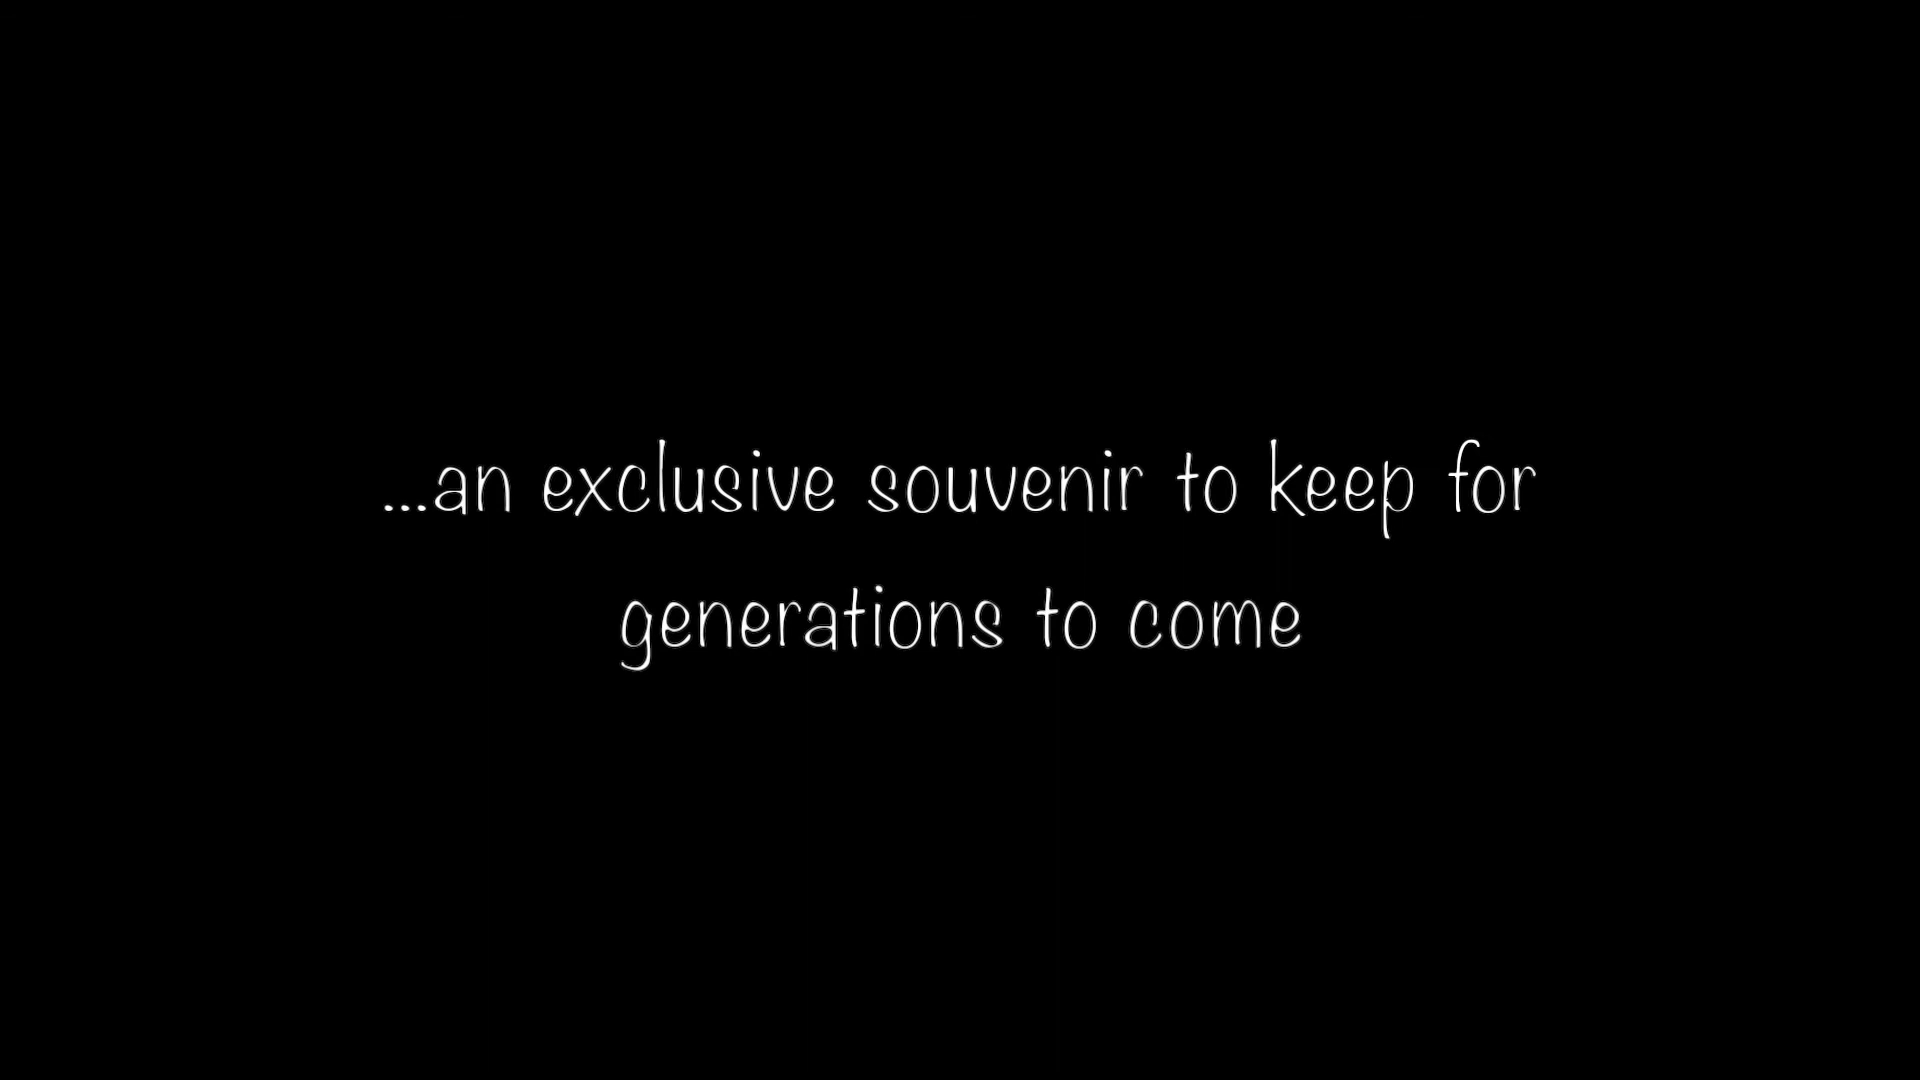 ...an exclusive souvenir to keep for
generations to come